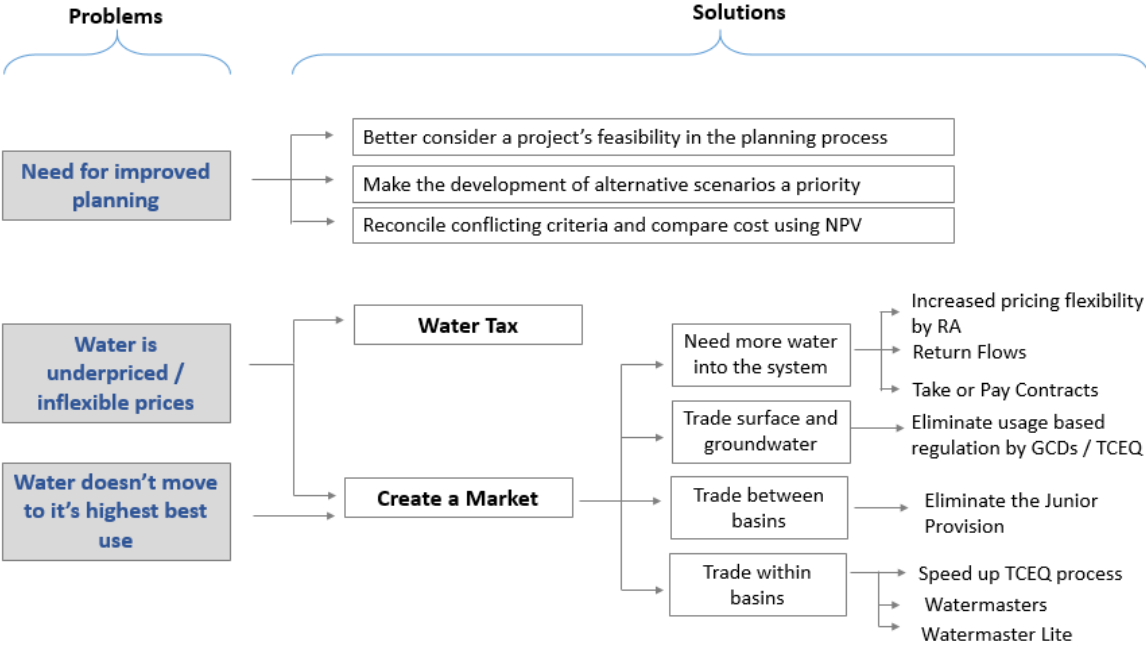 Problems
Solutions
Need for improved
planning
Better consider a project's feasibility in the planning process
Make the development of alternative scenarios a priority
Reconcile conflicting criteria and compare cost using NPV
Water is
underpriced /
inflexible prices
Water doesn't move
to it's highest best
use
Water Tax
Create a Market
Need more water
into the system
Increased pricing flexibility
by RA
Return Flows
Take or Pay Contracts
Trade surface and
groundwater
Eliminate usage based
regulation by GCDs / TCEQ
Trade between
basins
Eliminate the Junior
Provision
Trade within
basins
Speed up TCEQ process
Watermasters
Watermaster Lite